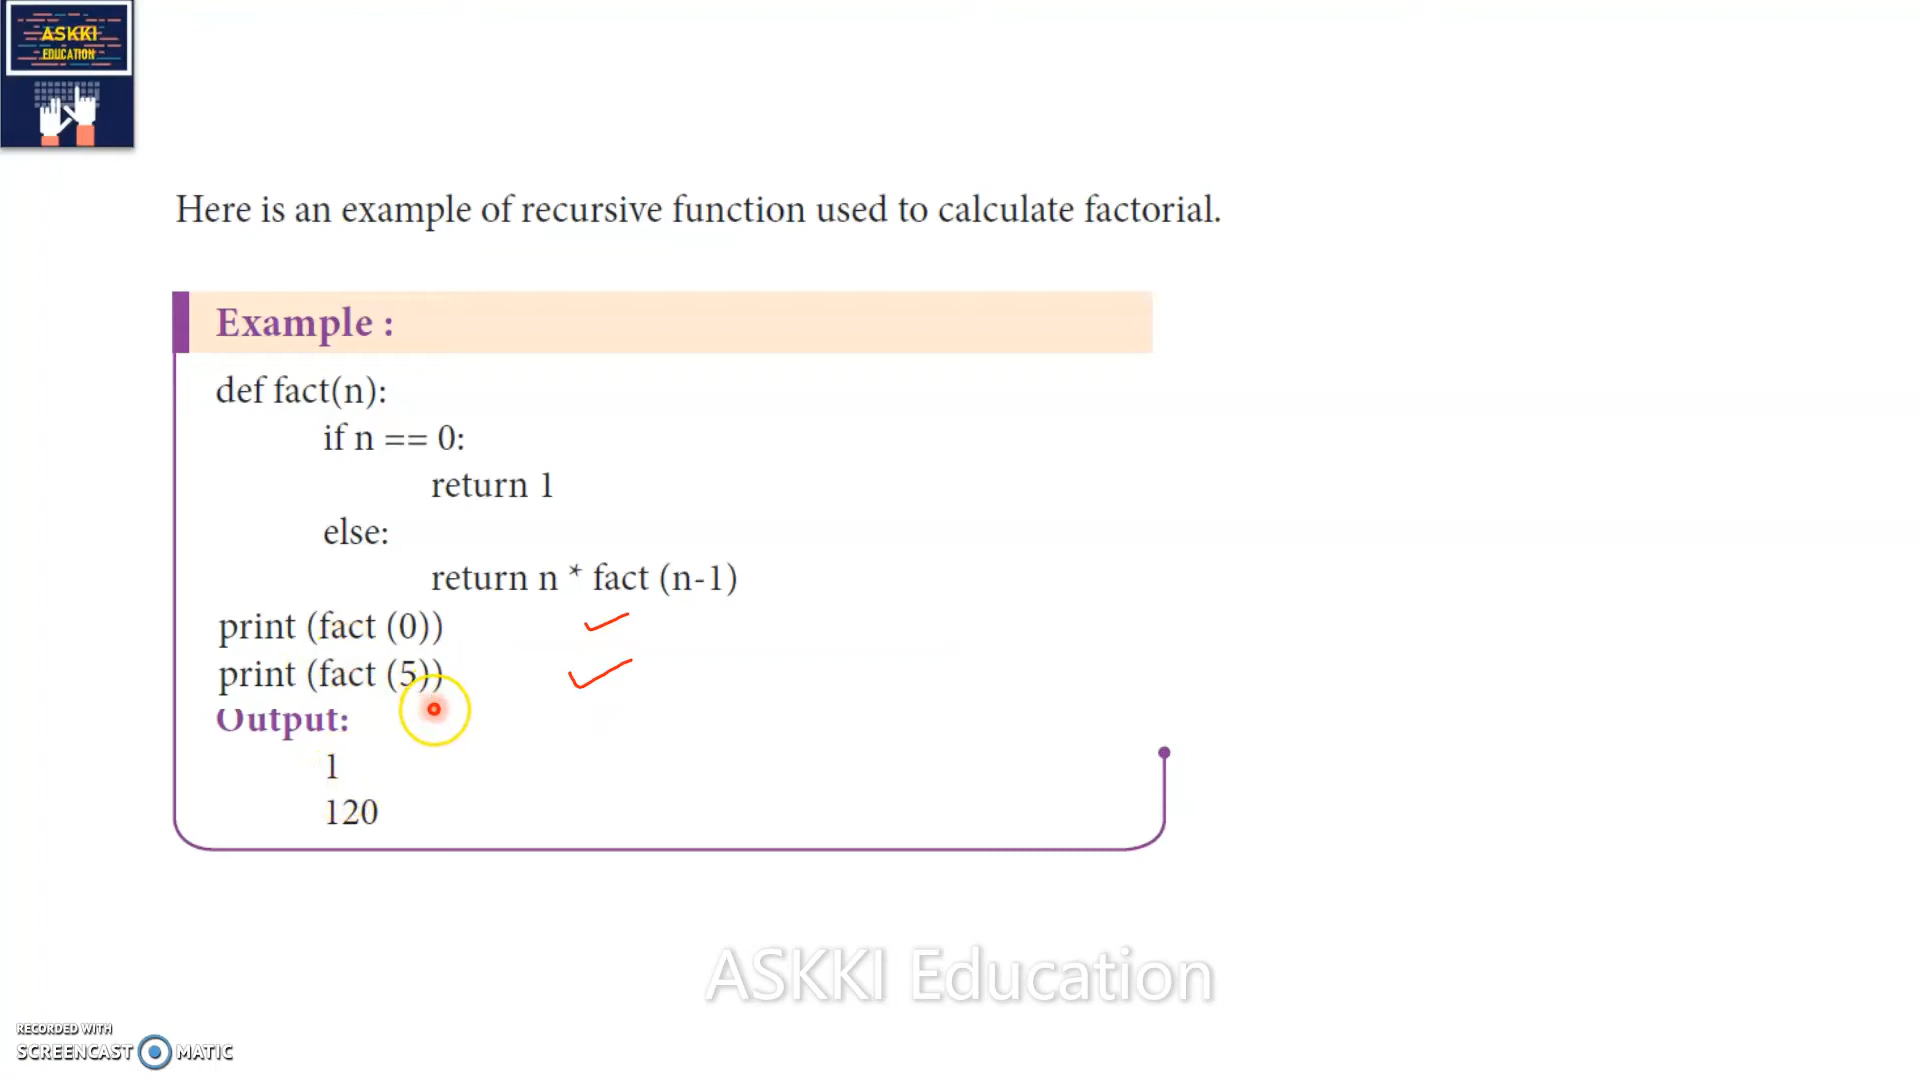 ASKKI
EDUCATION
Here is an example of recursive function used to calculate factorial.
Example :
def fact(n):
if n == 0:
return 1
else:
return n * fact (n-1)
print (fact (0))
print (fact (5))
Output:
1
120
ASKKI Education
RECORDED WITH
SCREENCAST MATIC